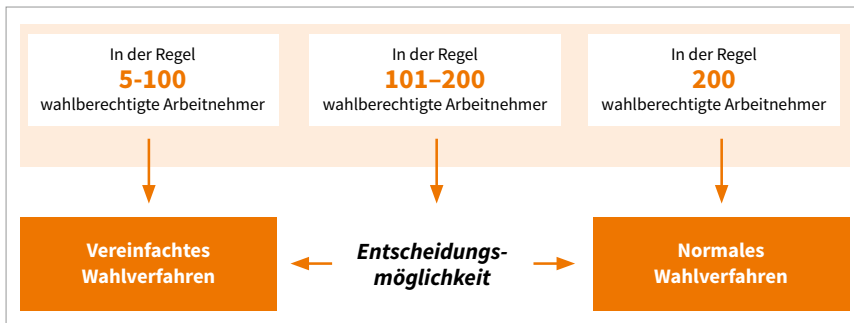 In der Regel
5-100
wahlberechtigte Arbeitnehmer
In der Regel
101–200
wahlberechtigte Arbeitnehmer
In der Regel
200
wahlberechtigte Arbeitnehmer
Vereinfachtes
Wahlverfahren
Entscheidungs-
möglichkeit
Normales
Wahlverfahren